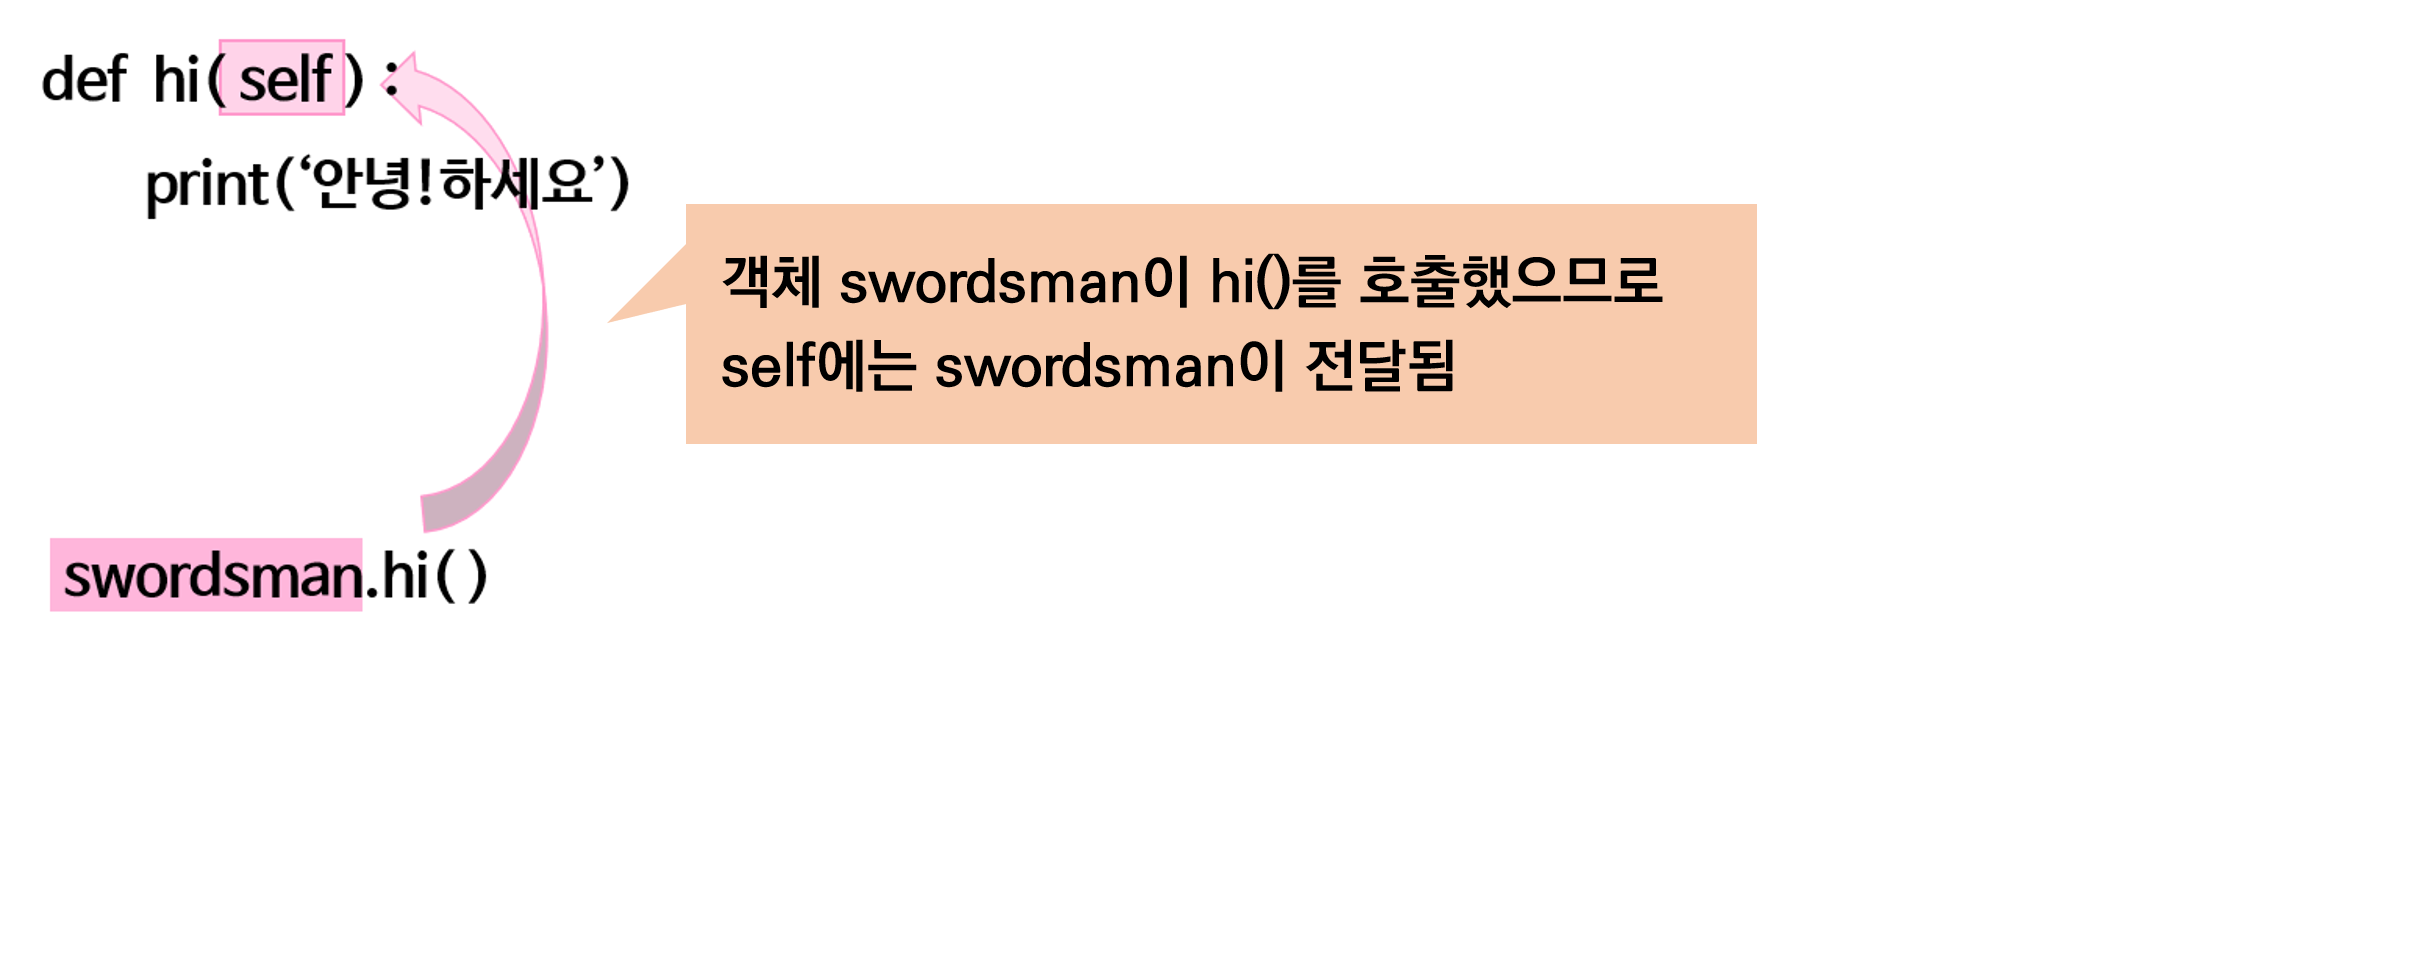 def hi(self):
print(‘안녕!하세요’)
객체 swordsman이 hi()를 호출했으므로
self에는 swordsman이 전달됨
swordsman.hi()